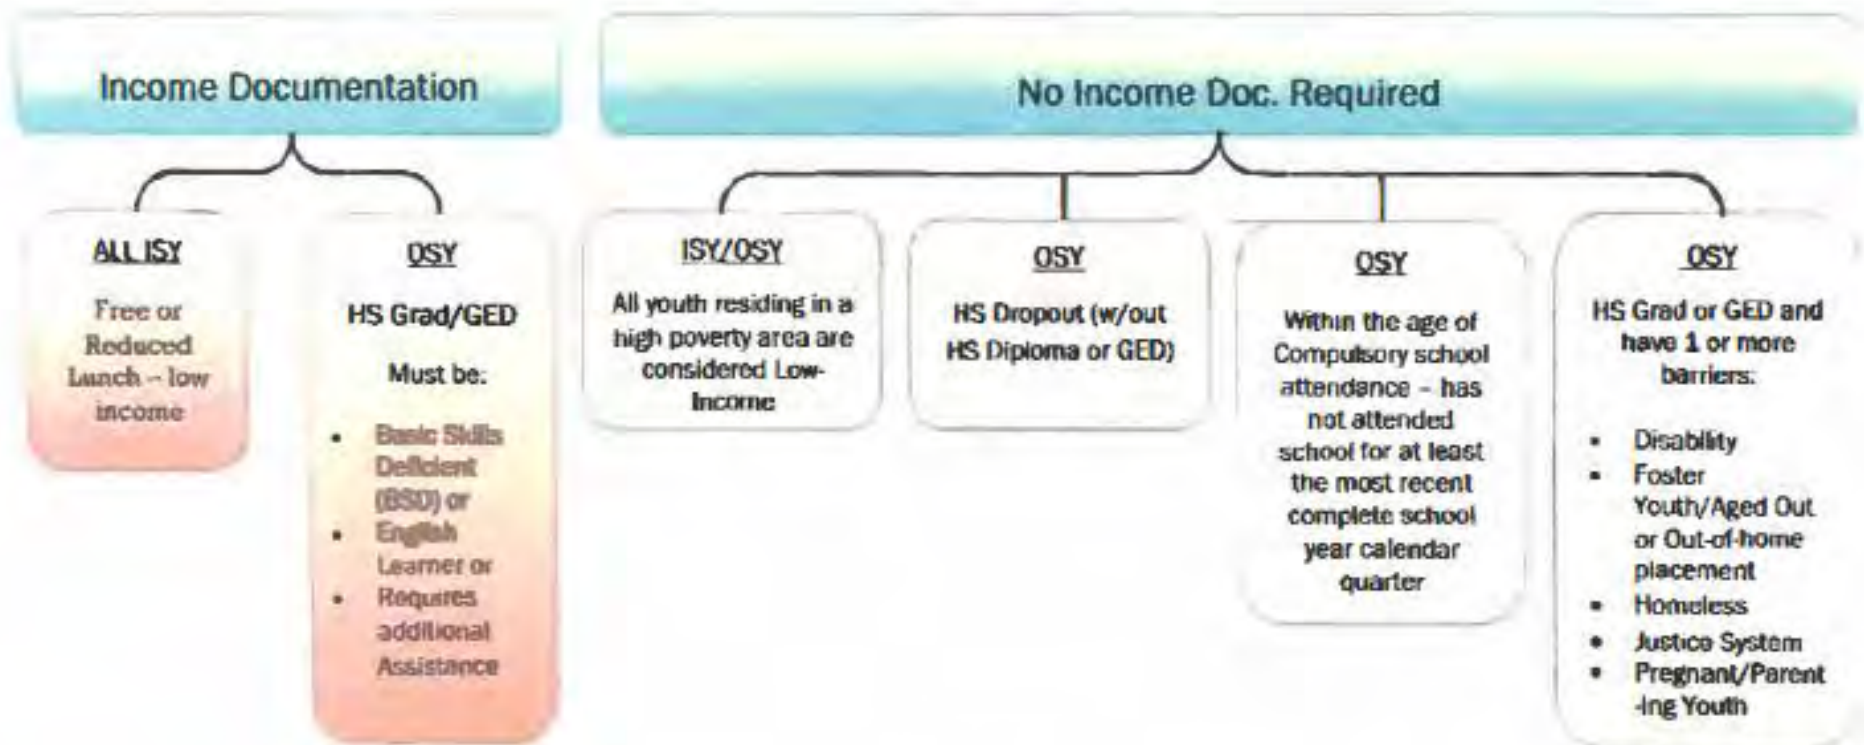 Income Documentation
No Income Doc. Required
ALL ISY
Free or
Reduced
Lunch – low
income
OSY
HS Grad/GED
Must be:
• Basic Skills
Deficient
(BSD) or
• English
Learner or
• Requires
additional
Assistance
ISY/OSY
All youth residing in a
high poverty area are
considered Low-
Income
OSY
HS Dropout (w/out
HS Diploma or GED)
OSY
Within the age of
Compulsory school
attendance – has
not attended
school for at least
the most recent
complete school
year calendar
quarter
OSY
HS Grad or GED and
have 1 or more
barriers:
• Disability
• Foster
Youth/Aged Out
or Out-of-home
placement
• Homeless
• Justice System
• Pregnant/Parent
-ing Youth